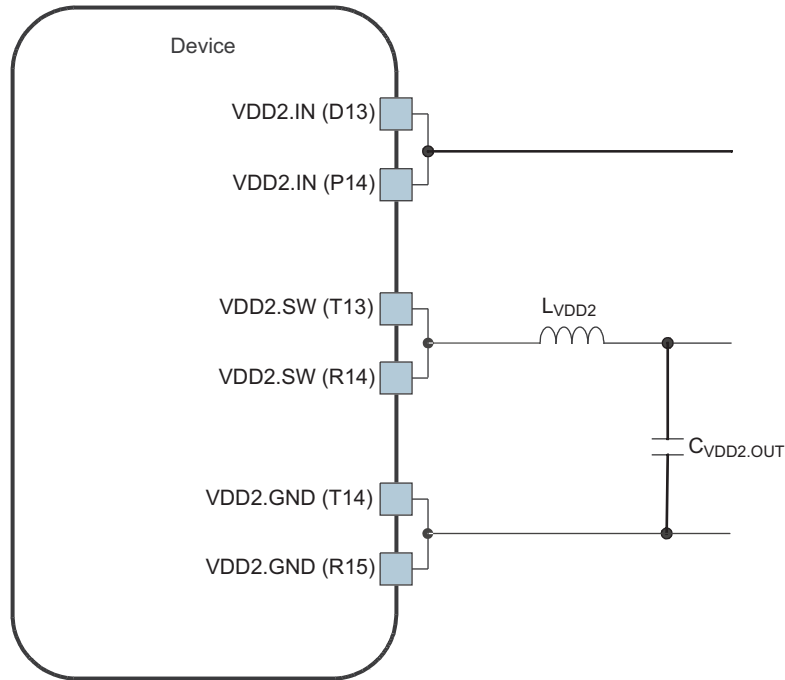 Device
VDD2.IN (D13)
VDD2.IN (P14)
VDD2.SW (T13)
LVDD2
VDD2.SW (R14)
CVDD2.OUT
VDD2.GND (T14)
VDD2.GND (R15)